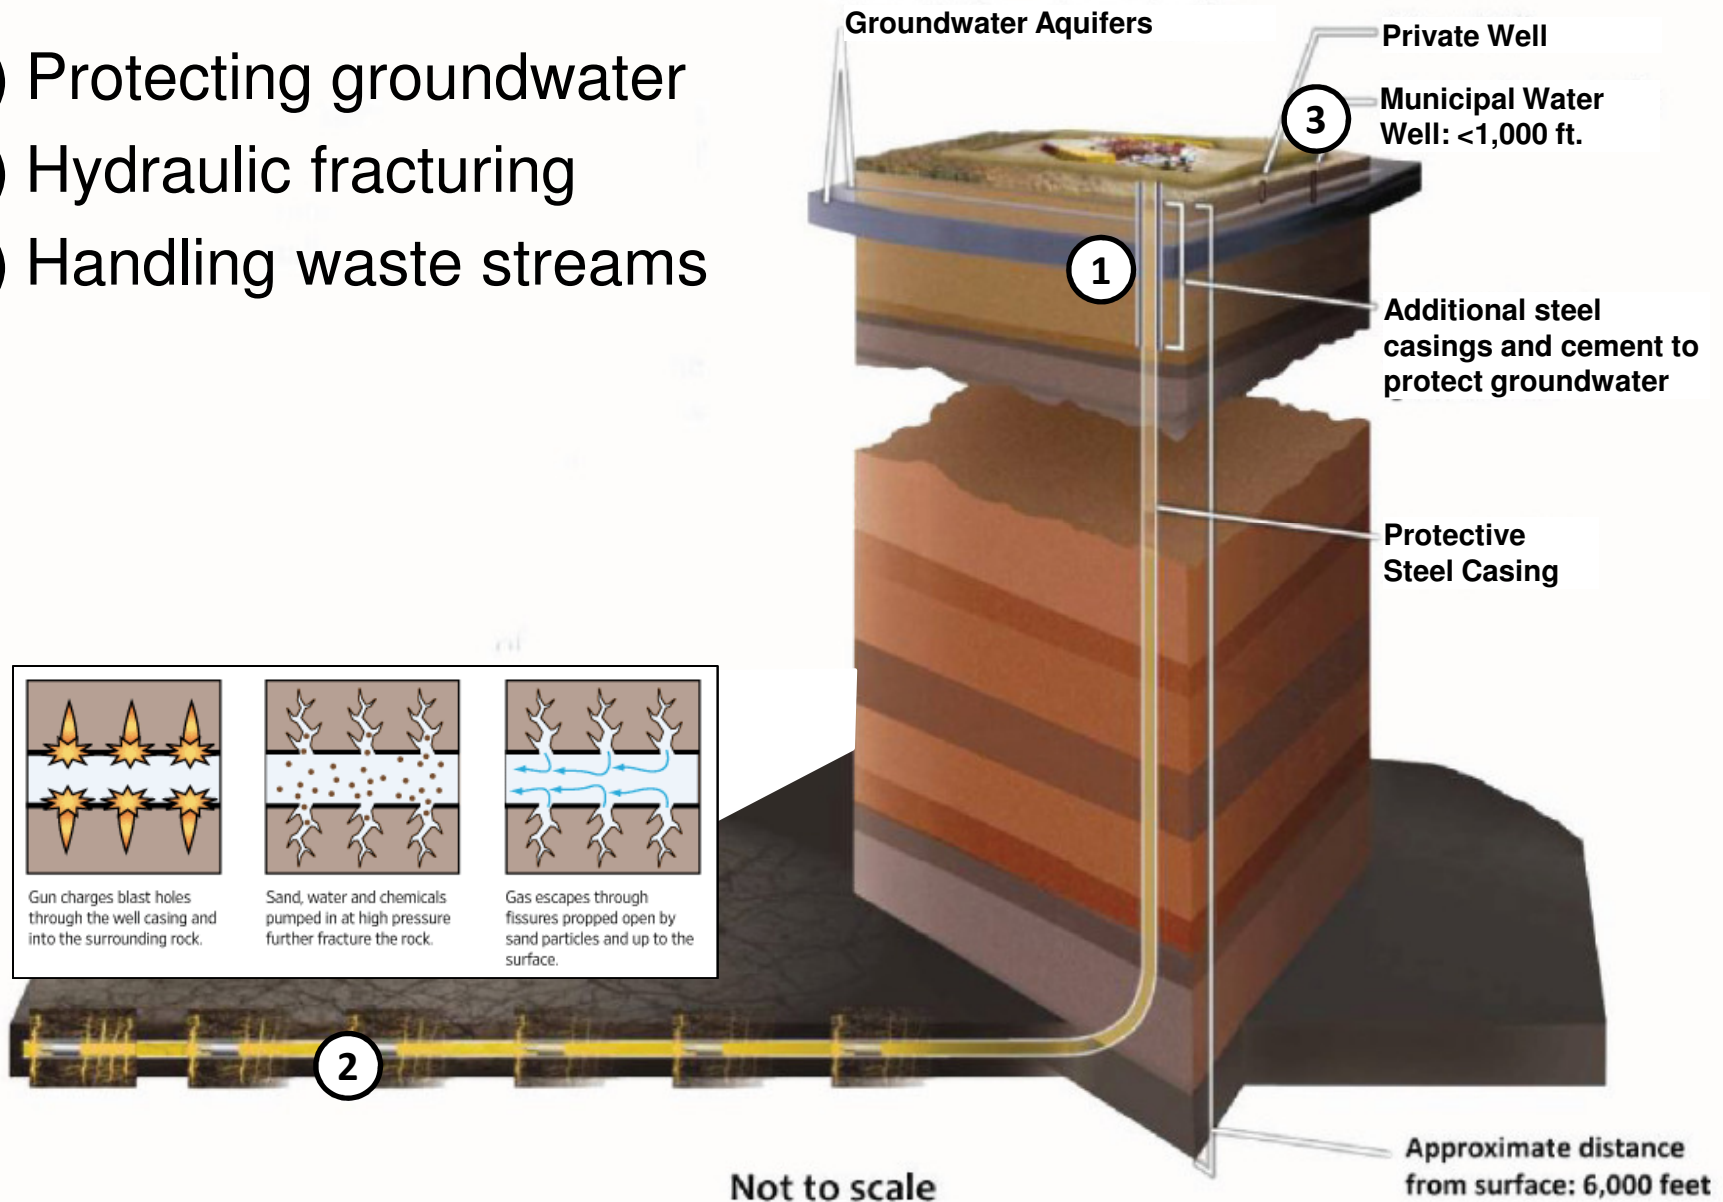 ) Protecting groundwater
) Hydraulic fracturing
) Handling waste streams
Groundwater Aquifers
Private Well
3
Municipal Water
Well: <1,000 ft.
1
Additional steel
casings and cement to
protect groundwater
Protective
Steel Casing
Gun charges blast holes
through the well casing and
into the surrounding rock.
Sand, water and chemicals
pumped in at high pressure
further fracture the rock.
Gas escapes through
fissures propped open by
sand particles and up to the
surface.
2
Approximate distance
from surface: 6,000 feet
Not to scale